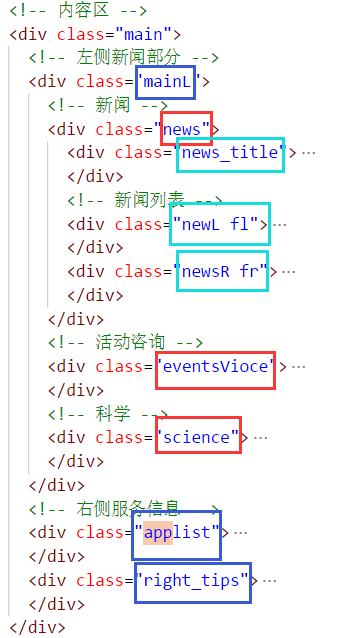 <!-- 内容区 -->
<div class="main">
<!-- 左侧新闻部分 -->
<div class="mainL">
<!-- 新闻 -->
<div class="news">
<div class="news_title"> ···
</div>
<!-- 新闻列表 -->
<div class="newL fl"> ···
</div>
<div class="newsR fr"> ···
</div>
</div>
<!-- 活动咨询 -->
<div class="eventsVioce"> ···
</div>
<!-- 科学 -->
<div class="science"> ···
</div>
</div>
<!-- 右侧服务信息 -->
<div class="applist"> ···
</div>
<div class="right_tips"> ···
</div>
</div>